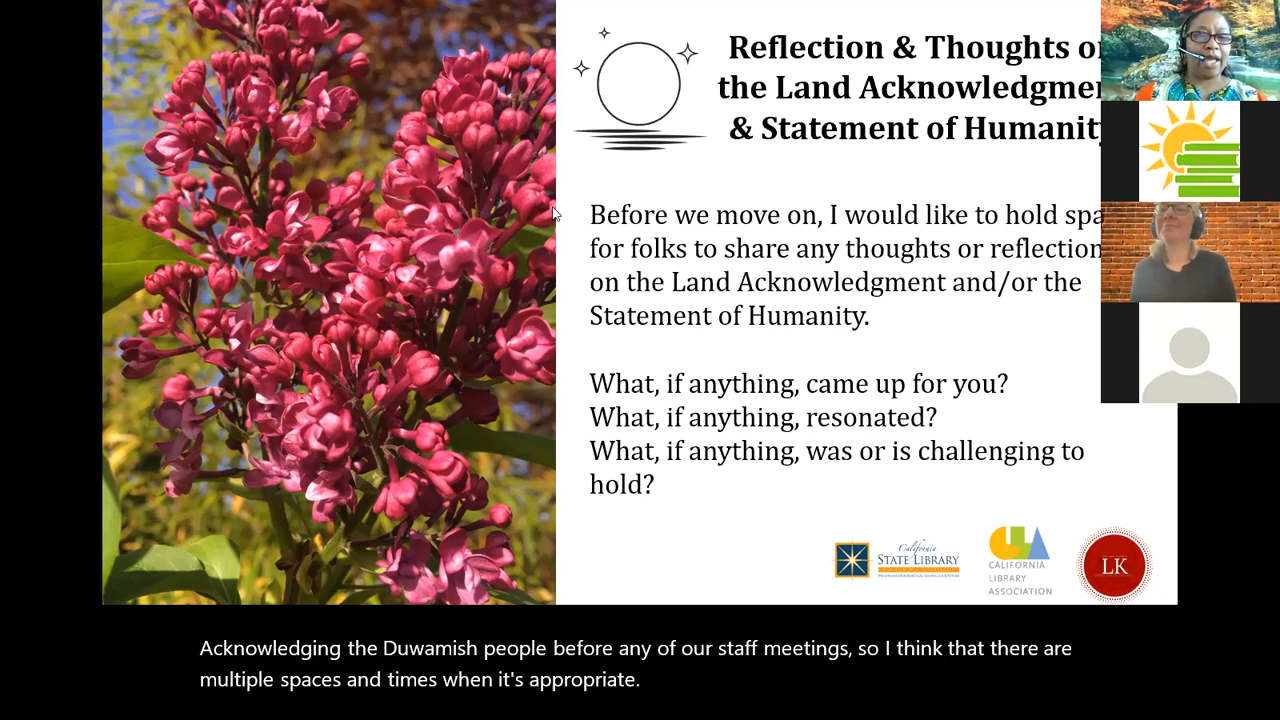 Reflection & Thoughts on
the Land Acknowledgmen
& Statement of Humanity
Before we move on, I would like to hold spa
for folks to share any thoughts or reflection
on the Land Acknowledgment and/or the
Statement of Humanity.
What, if anything, came up for you?
What, if anything, resonated?
What, if anything, was or is challenging to
hold?
California
STATE LIBRARY
CALIFORNIA
LIBRARY
ASSOCIATION
LK
Acknowledging the Duwamish people before any of our staff meetings, so I think that there are
multiple spaces and times when it's appropriate.